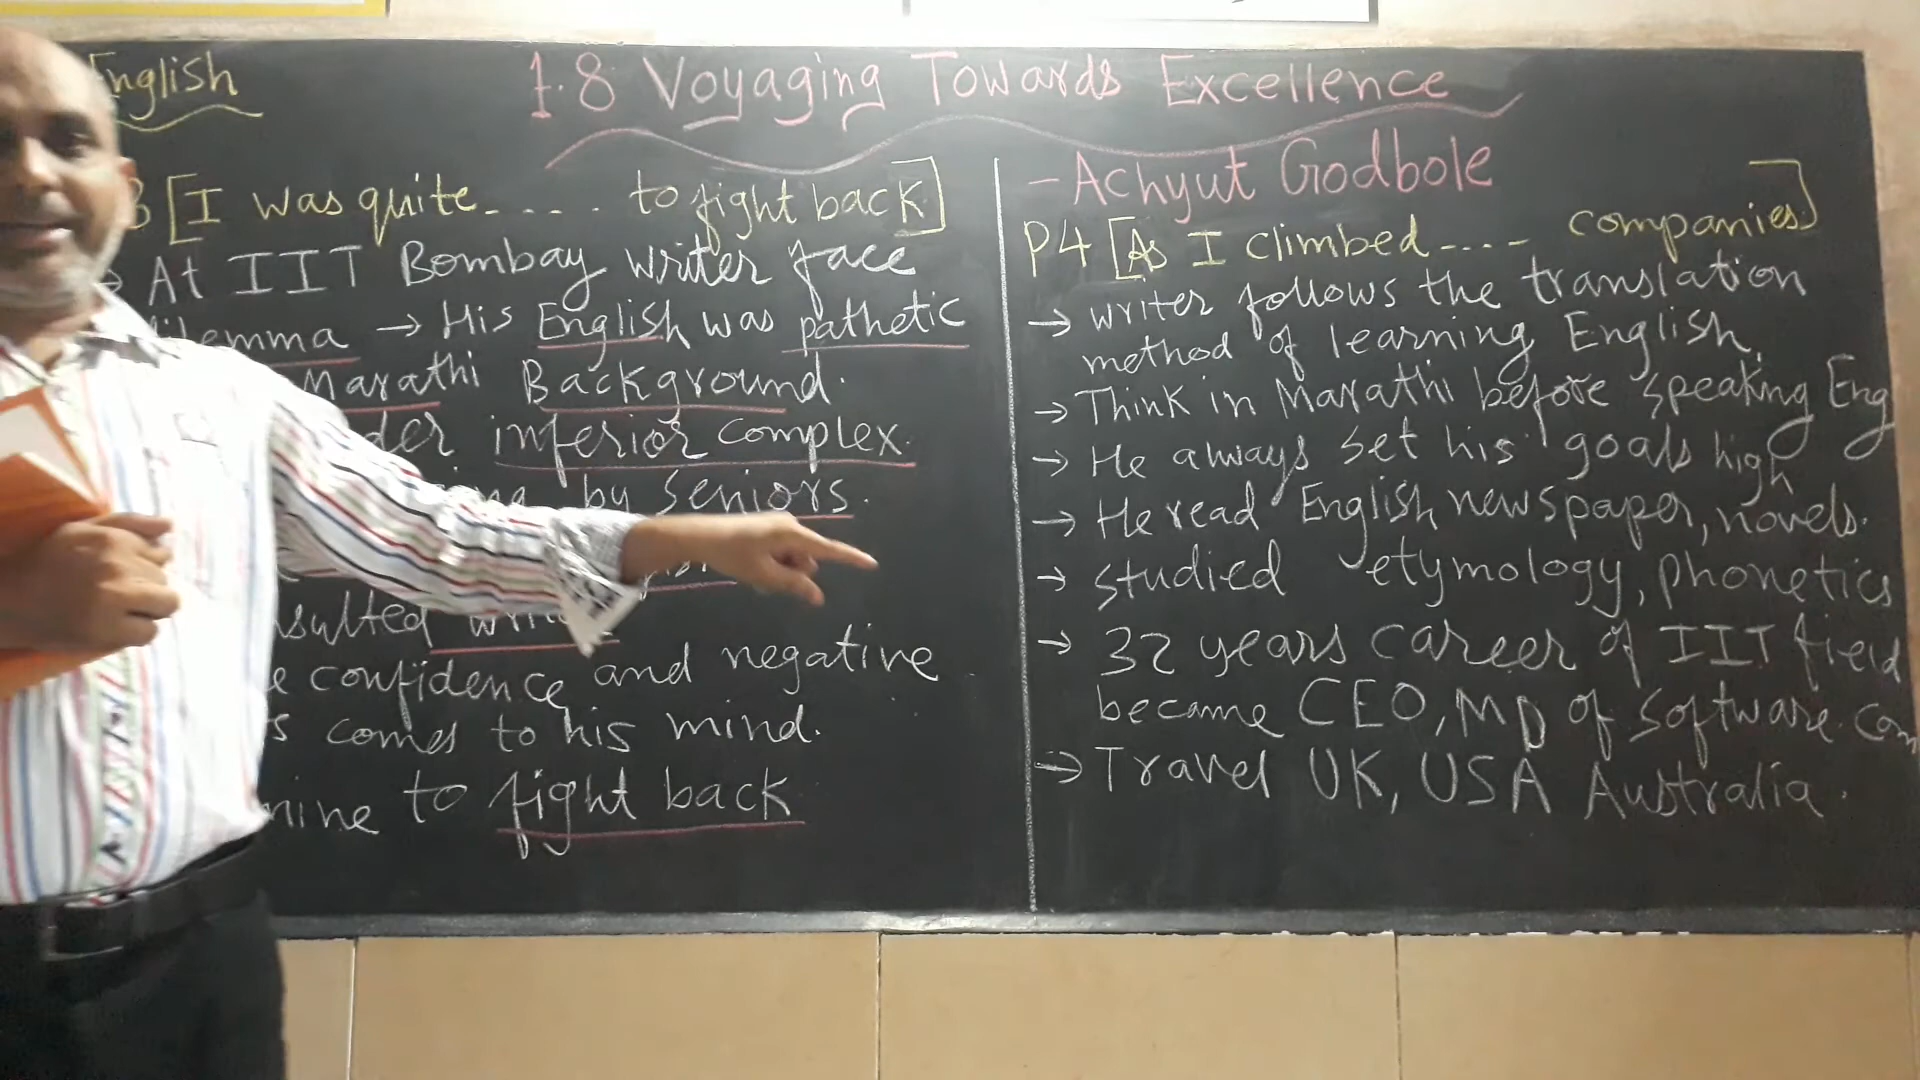 English
1.8 Voyaging Towards Excellence
- Achyut Godbole
[I was quite..... to fight back]
At IIT Bombay writer face
dilemma → His English was pathetic
Marathi Background.
inferior complex.
by seniors.
confidence and negative
comes to his mind.
to fight back
P4 [As I climbed.... companies]
→ writer follows the translation
method of learning English.
→ Think in Marathi before speaking Eng
→ He always set his goals high
→ He read English newspaper, novels.
→ studied etymology, phonetics
→ 32 years career of IIT field
became CEO, MD of software com
→ Travel UK, USA Australia.